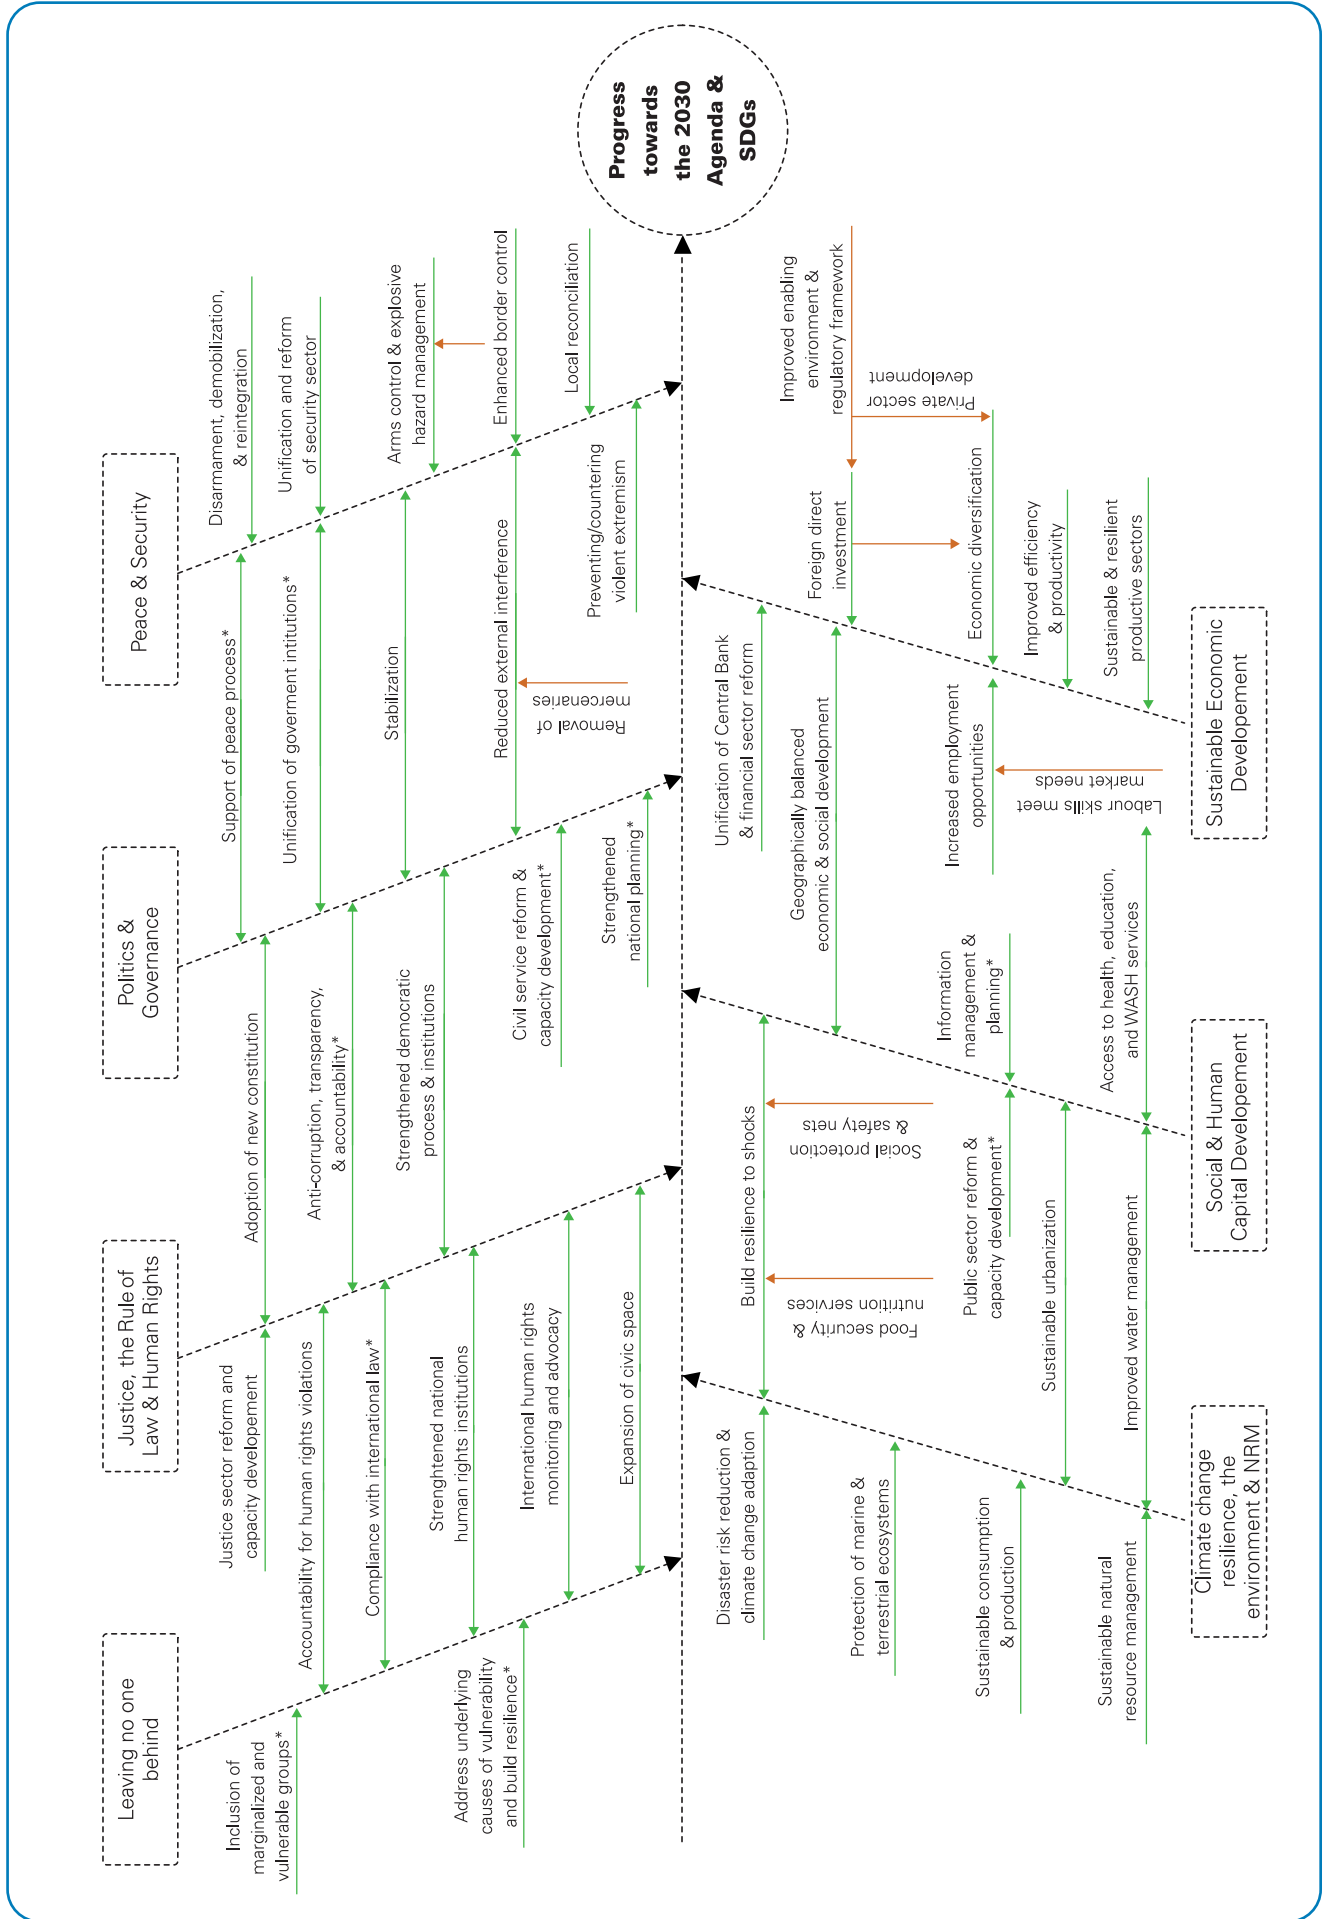 Leaving no one
behind
Justice, the Rule of
Law & Human Rights
Politics &
Governance
Peace & Security
Inclusion of
marginalized and
vulnerable groups*
Address underlying
causes of vulnerability
and build resilience*
Justice sector reform and
capacity developement
Accountability for human rights violations
Compliance with international law*
Strenghted national
human rights institutions
International human rights
monitoring and advocacy
Expansion of civic space
Adoption of new constitution
Anti-corruption, transparency,
& accountability*
Strengthened democratic
process & institutions
Civil service reform &
capacity development*
Strengthened
national planning*
Support of peace process*
Unification of goverment intitutions*
Stabilization
Reduced external interference
Removal of
mercenaries
Preventing/countering
violent extremism
Disarmament, demobilization,
& reintegration
Unification and reform
of security sector
Arms control & explosive
hazard management
Enhanced border control
Local reconciliation
Progress
towards
the 2030
Agenda &
SDGs
Disaster risk reduction &
climate change adaption
Protection of marine &
terrestrial ecosystems
Sustainable consumption
& production
Sustainable natural
resource management
Build resilience to shocks
Food security &
nutrition services
Social protection
& safety nets
Public sector reform &
capacity development*
Sustainable urbanization
Improved water management
Information
management &
planning*
Access to health, education,
and WASH services
Unification of Central Bank
& financial sector reform
Geographically balanced
economic & social development
Increased employment
opportunities
Labour skills meet
market needs
Foreign direct
investment
Improved enabling
environment &
regulatory framework
Private sector
development
Economic diversification
Improved efficiency
& productivity
Sustainable & resilient
productive sectors
Climate change
resilience, the
environment & NRM
Social & Human
Capital Developement
Sustainable Economic
Developement